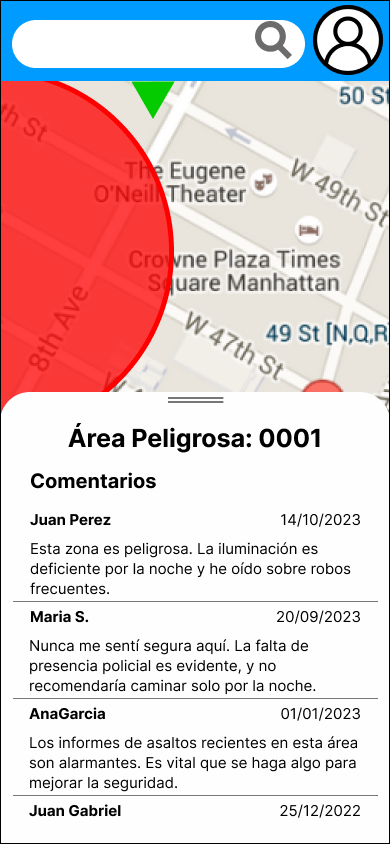 50 St
th St
The Eugene
O'Neill Theater
W 49th St
Crowne Plaza Times
Square Manhattan
8th Ave
W 47th St
49 St [N,Q,R
W 4
Área Peligrosa: 0001
Comentarios
Juan Perez 14/10/2023
Esta zona es peligrosa. La iluminación es
deficiente por la noche y he oído sobre robos
frecuentes.
Maria S. 20/09/2023
Nunca me sentí segura aquí. La falta de
presencia policial es evidente, y no
recomendaría caminar solo por la noche.
AnaGarcia 01/01/2023
Los informes de asaltos recientes en esta área
son alarmantes. Es vital que se haga algo para
mejorar la seguridad.
Juan Gabriel 25/12/2022